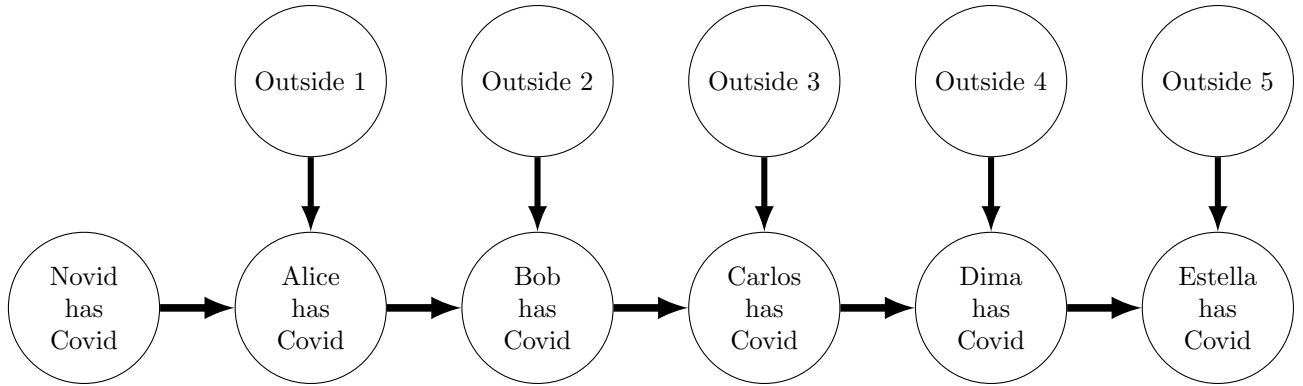 Outside 1
Outside 2
Outside 3
Outside 4
Outside 5
Novid
has
Covid
Alice
has
Covid
Bob
has
Covid
Carlos
has
Covid
Dima
has
Covid
Estella
has
Covid